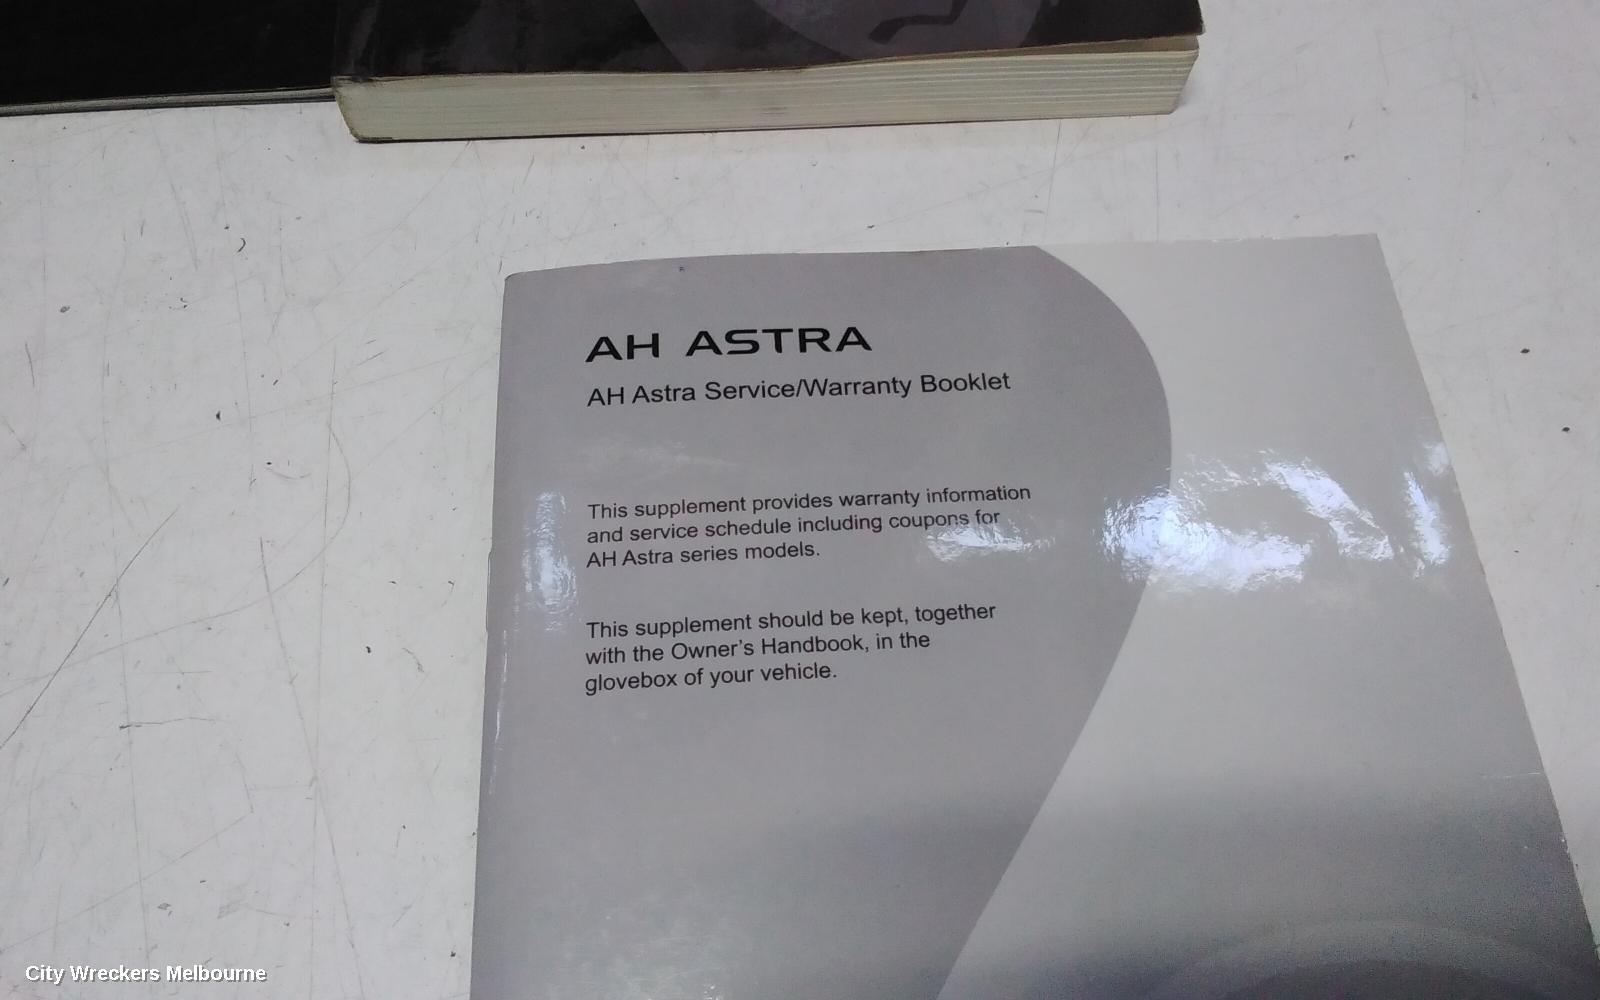 AH ASTRA
AH Astra Service/Warranty Booklet
This supplement provides warranty information
and service schedule including coupons for
AH Astra series models.
This supplement should be kept, together
with the Owner's Handbook, in the
glovebox of your vehicle.
City Wreckers Melbourne